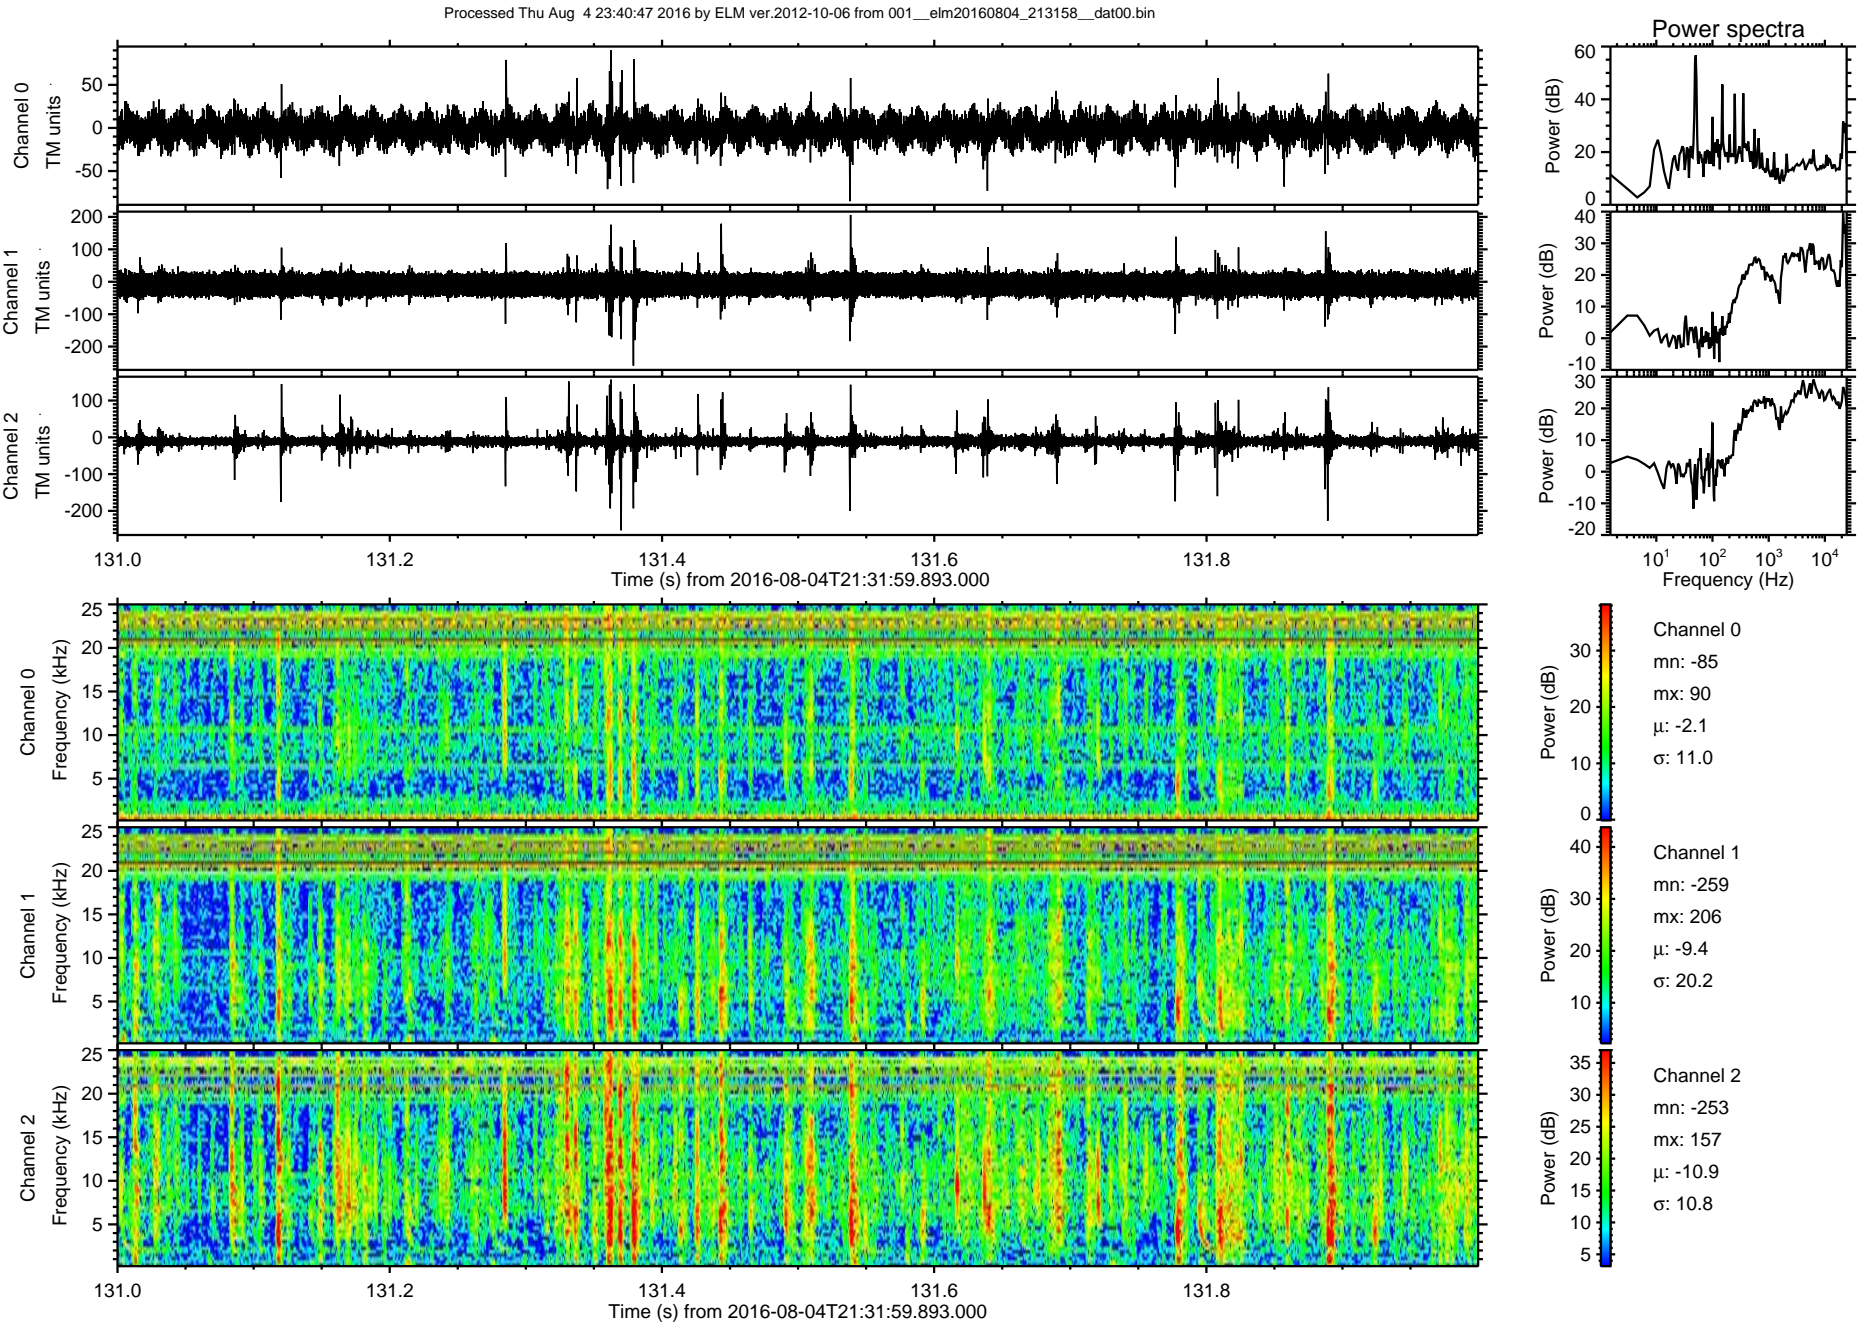 Processed Thu Aug  4 23:40:47 2016 by ELM ver.2012-10-06 from 001__elm20160804_213158__dat00.bin
Power spectra
Channel 0
TM units
50
0
-50
Power (dB)
60
40
20
0
Channel 1
TM units
200
100
0
-100
-200
Power (dB)
40
30
20
10
0
-10
Channel 2
TM units
100
0
-100
-200
Power (dB)
30
20
10
0
-10
-20
131.0 131.2 131.4 131.6 131.8
Time (s) from 2016-08-04T21:31:59.893.000
10¹ 10² 10³ 10⁴
Frequency (Hz)
Channel 0
Frequency (kHz)
25
20
15
10
5
Power (dB)
30
20
10
0
Channel 0
mn: -85
mx: 90
µ: -2.1
σ: 11.0
Channel 1
Frequency (kHz)
25
20
15
10
5
Power (dB)
40
30
20
10
Channel 1
mn: -259
mx: 206
µ: -9.4
σ: 20.2
Channel 2
Frequency (kHz)
25
20
15
10
5
Power (dB)
35
30
25
20
15
10
5
Channel 2
mn: -253
mx: 157
µ: -10.9
σ: 10.8
131.0 131.2 131.4 131.6 131.8
Time (s) from 2016-08-04T21:31:59.893.000